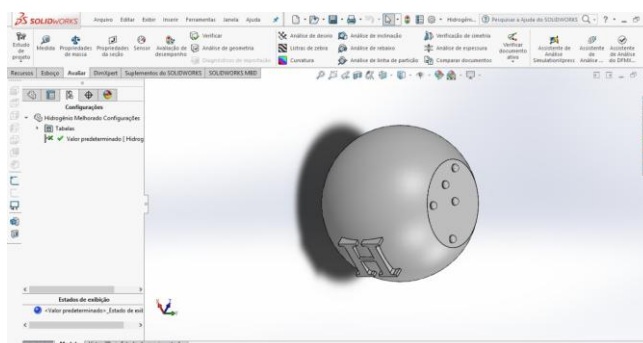 SOLIDWORKS Arquivo Editar Exibir Inserir Ferramentas Janela Ajuda Hidrogêni... Pesquisar a Ajuda do SOLIDWORKS
Estudo de projeto
Medida
Propriedades de massa
Propriedades da seção
Sensor
Avaliação de desempenho
Verificar
Análise de geometria
Diagnósticos de importação
Análise de desvio
Listras de zebra
Curvatura
Análise de inclinação
Análise de rebaixo
Análise de linha de partição
Verificação de simetria
Análise de espessura
Comparar documentos
Verificar documento ativo
Assistente de Análise SimulationXpress
Assistente de Análise ...
Assistente de Análise do DFMX...
Recursos Esboço Avaliar DimXpert Suplementos do SOLIDWORKS SOLIDWORKS MBD
Configurações
Hidrogênio Melhorado Configurações
Tabelas
Valor predeterminado [ Hidrog
Estados de exibição
<Valor predeterminado>_Estado de exib